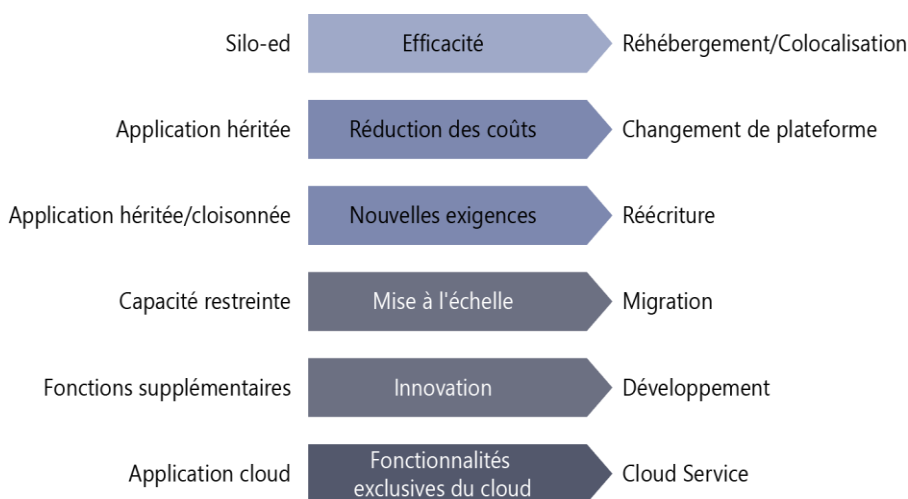 Silo-ed Efficacité Réhébergement/Colocalisation
Application héritée Réduction des coûts Changement de plateforme
Application héritée/cloisonnée Nouvelles exigences Réécriture
Capacité restreinte Mise à l'échelle Migration
Fonctions supplémentaires Innovation Développement
Application cloud Fonctionnalités exclusives du cloud Cloud Service